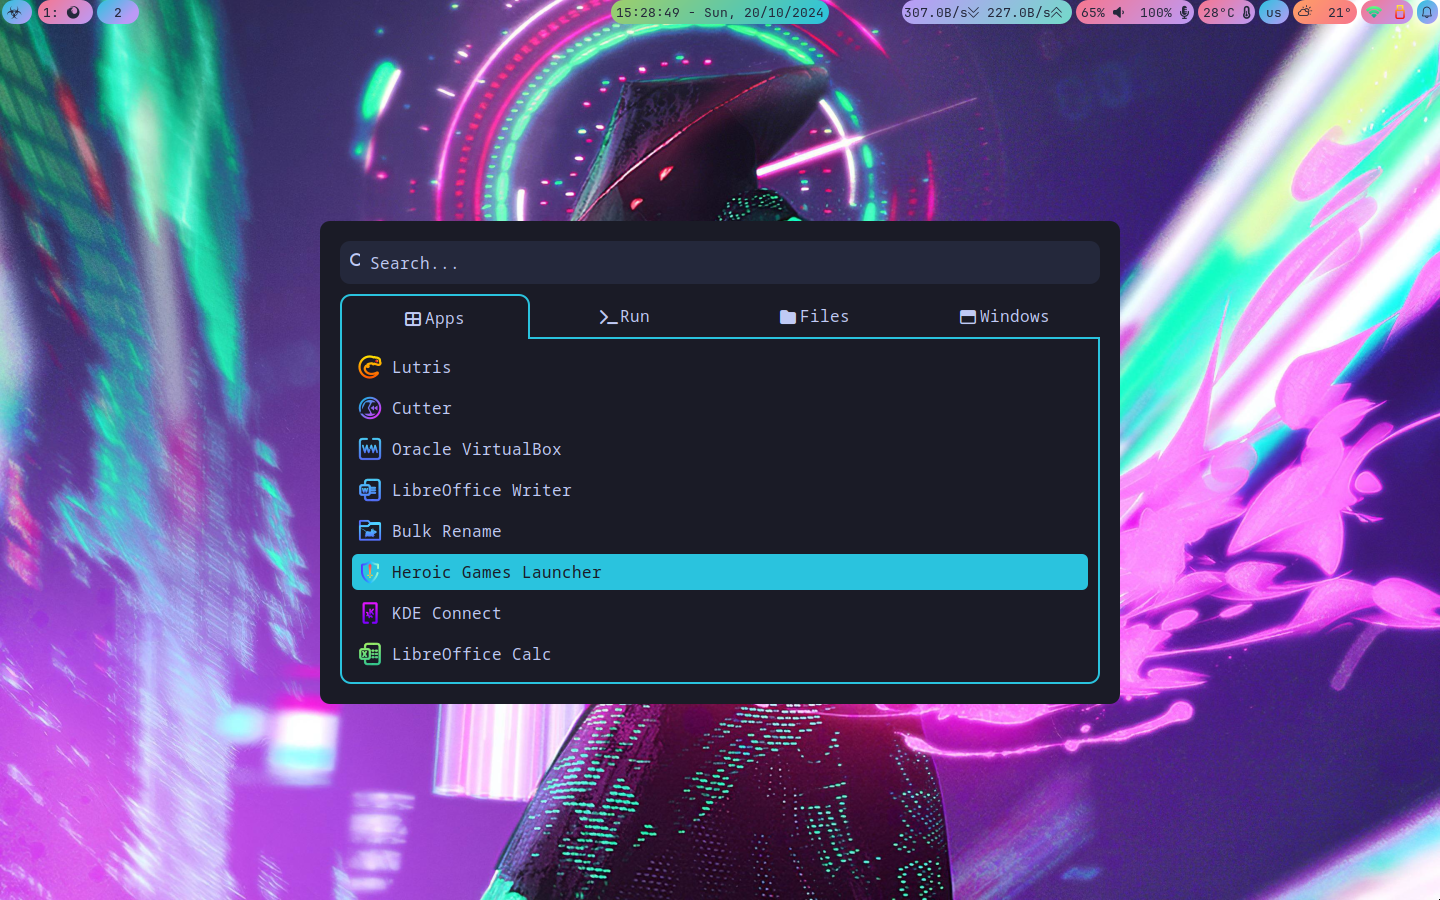 1: 2 15:28:49 - Sun, 20/10/2024 307.0B/s 227.0B/s 65% 100% 28°C us 21°
Search...
Apps Run Files Windows
Lutris
Cutter
Oracle VirtualBox
LibreOffice Writer
Bulk Rename
Heroic Games Launcher
KDE Connect
LibreOffice Calc